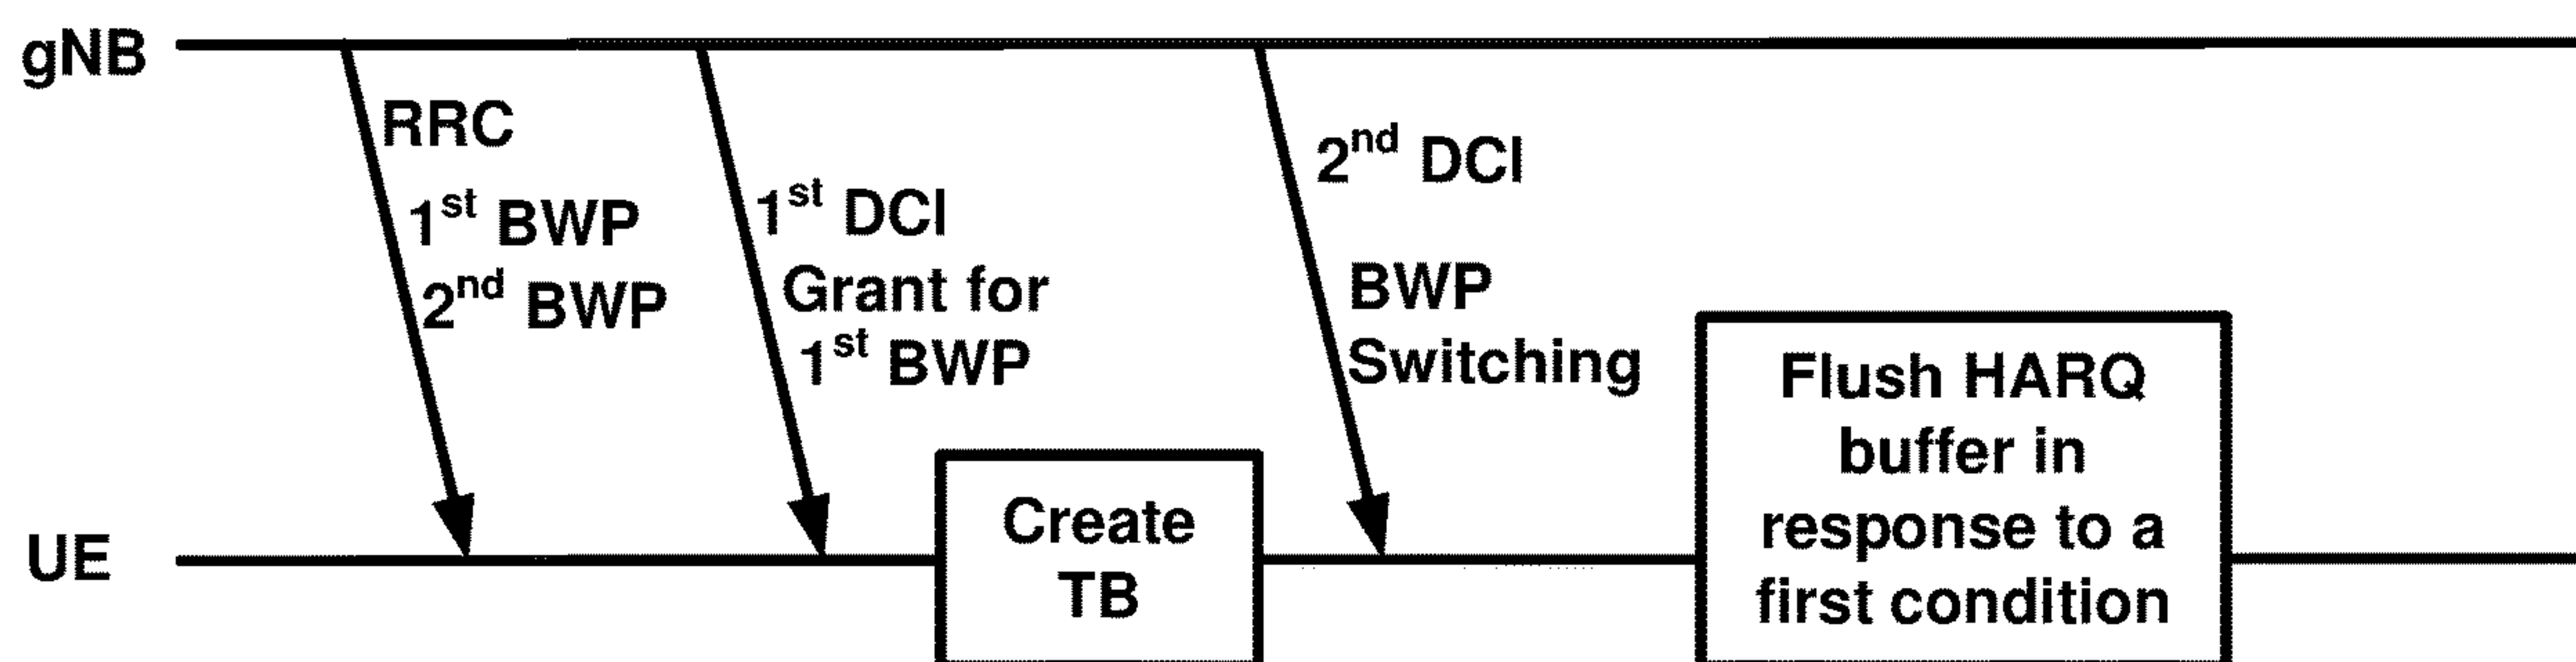 gNB
RRC
1st BWP
2nd BWP
1st DCI
Grant for
1st BWP
2nd DCI
BWP
Switching
Create
TB
Flush HARQ
buffer in
response to a
first condition
UE